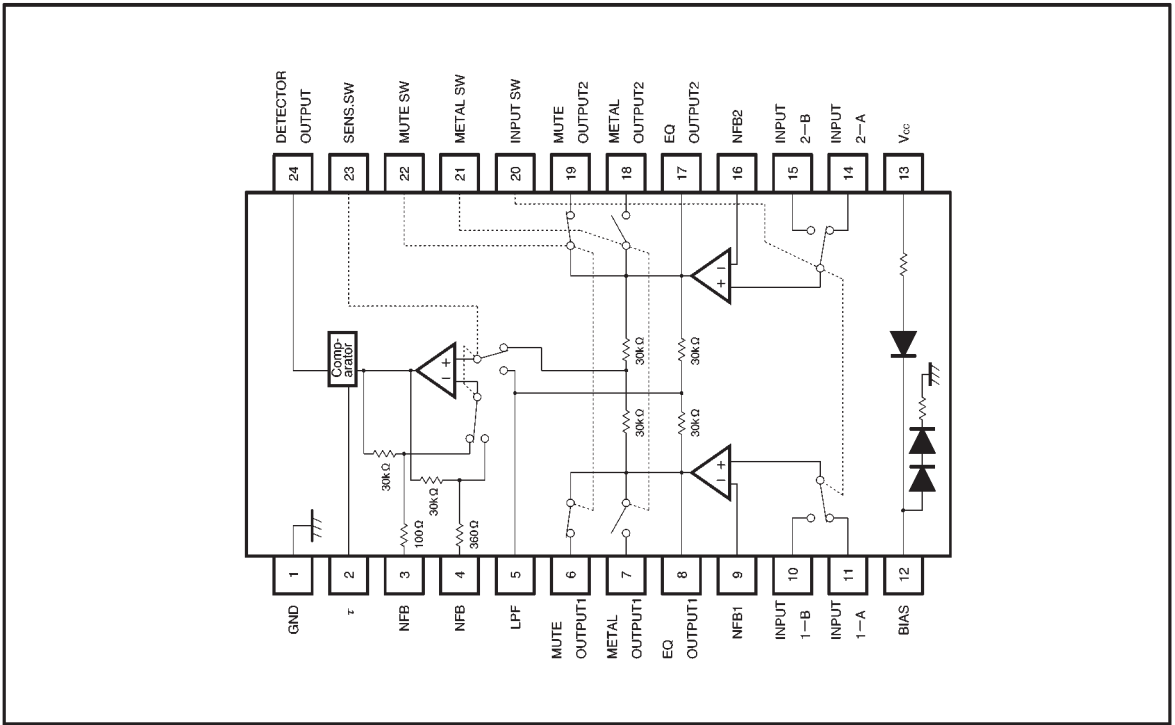 DETECTOR
OUTPUT
SENS.SW
MUTE SW
METAL SW
INPUT SW
MUTE
OUTPUT2
METAL
OUTPUT2
EQ
OUTPUT2
NFB2
INPUT
2－B
INPUT
2－A
Vcc
24
23
22
21
20
19
18
17
16
15
14
13
Comp-
arator
+
−
−
+
30kΩ
30kΩ
30kΩ
30kΩ
30kΩ
30kΩ
100Ω
360Ω
+
−
1
2
3
4
5
6
7
8
9
10
11
12
GND
τ
NFB
NFB
LPF
MUTE
OUTPUT1
METAL
OUTPUT1
EQ
OUTPUT1
NFB1
INPUT
1－B
INPUT
1－A
BIAS